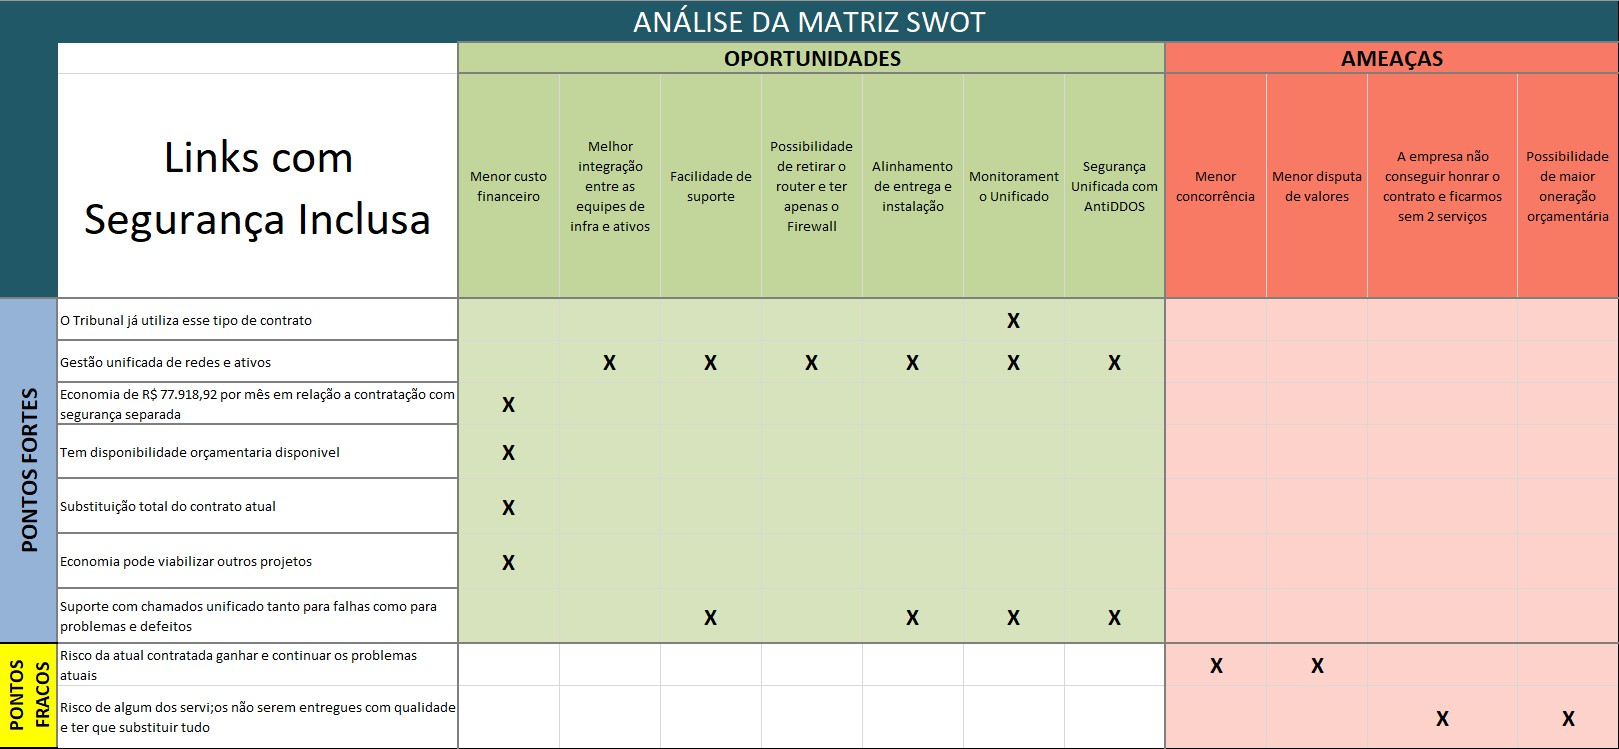 ANÁLISE DA MATRIZ SWOT
OPORTUNIDADES
AMEAÇAS
Links com
Segurança Inclusa
Menor custo
financeiro
Melhor
integração
entre as
equipes de
infra e ativos
Facilidade de
suporte
Possibilidade
de retirar o
router e ter
apenas o
Firewall
Alinhamento
de entrega e
instalação
Monitorament
o Unificado
Segurança
Unificada com
AntiDDOS
Menor
concorrência
Menor disputa
de valores
A empresa não
conseguir honrar o
contrato e ficarmos
sem 2 serviços
Possibilidade
de maior
oneração
orçamentária
PONTOS FORTES
O Tribunal já utiliza esse tipo de contrato
X
Gestão unificada de redes e ativos
X X X X X X
Economia de R$ 77.918,92 por mês em relação a contratação com
segurança separada
X
Tem disponibilidade orçamentaria disponivel
X
Substituição total do contrato atual
X
Economia pode viabilizar outros projetos
X
Suporte com chamados unificado tanto para falhas como para
problemas e defeitos
X X X X
PONTOS
FRACOS
Risco da atual contratada ganhar e continuar os problemas
atuais
X X
Risco de algum dos servi;os não serem entregues com qualidade
e ter que substituir tudo
X X